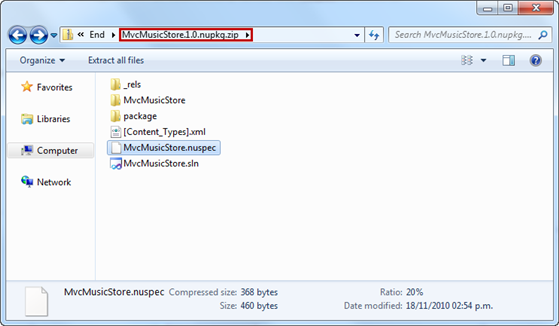 End MvcMusicStore.1.0.nupkg.zip Search MvcMusicStore.1.0.nupkg....
Organize Extract all files
Favorites
Libraries
Computer
Network
_rels
MvcMusicStore
package
[Content_Types].xml
MvcMusicStore.nuspec
MvcMusicStore.sln
MvcMusicStore.nuspec Compressed size: 368 bytes Ratio: 20%
Size: 460 bytes Date modified: 18/11/2010 02:54 p.m.